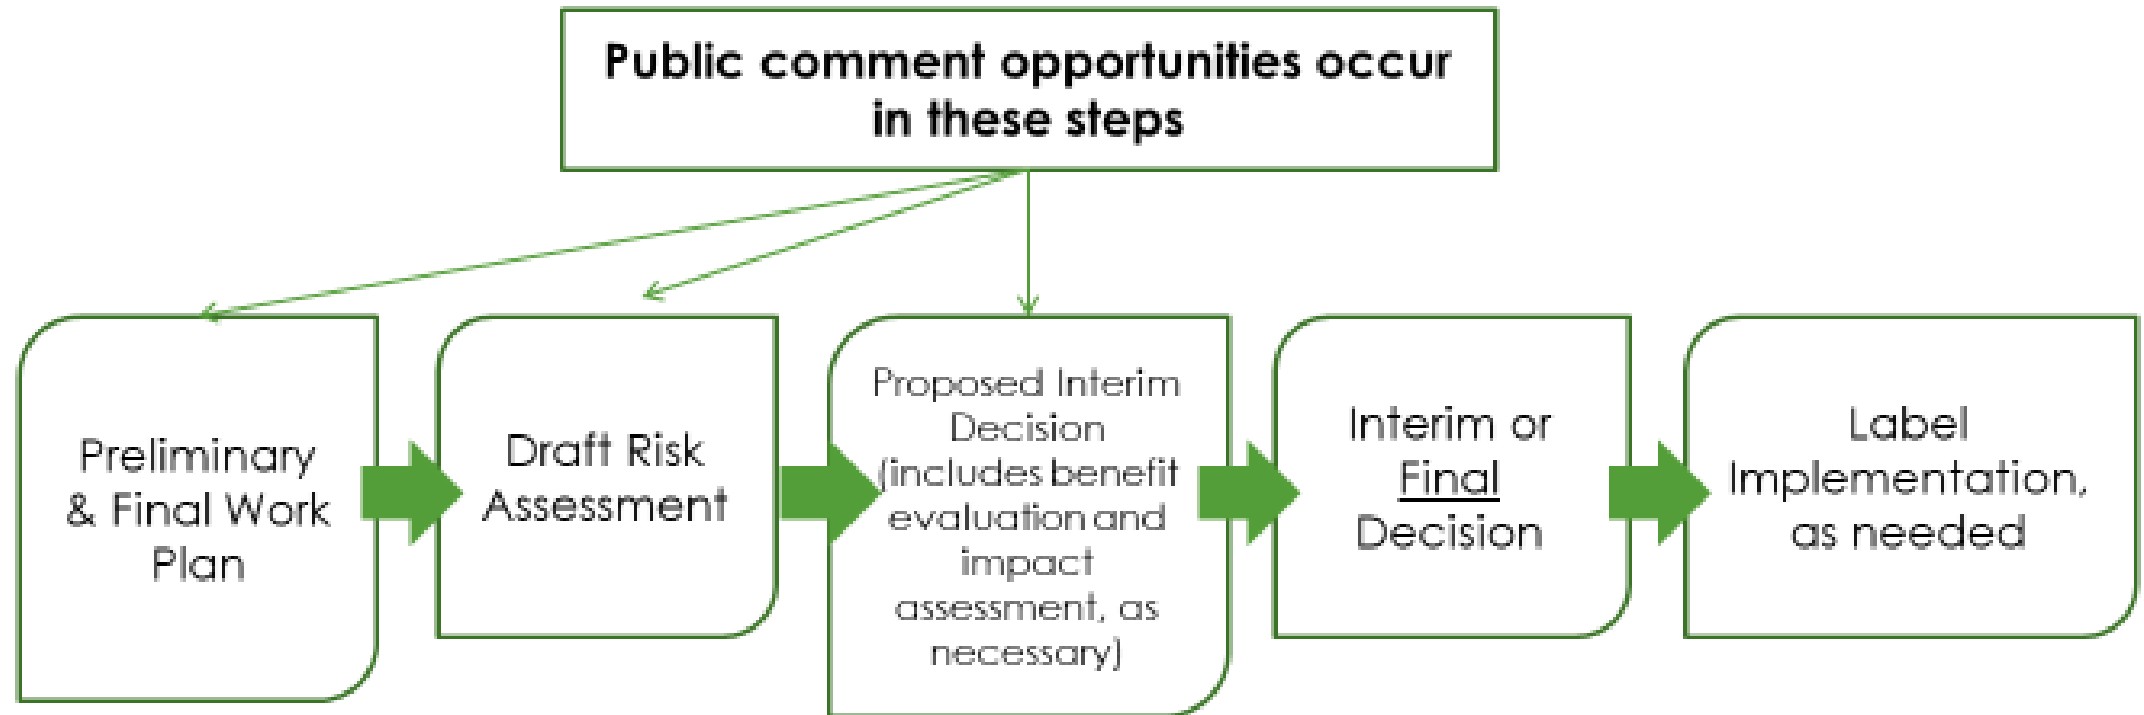 Public comment opportunities occur
in these steps
Preliminary
& Final Work
Plan
Draft Risk
Assessment
Proposed Interim
Decision
(includes benefit
evaluation and
impact
assessment, as
necessary)
Interim or
Final
Decision
Label
Implementation,
as needed